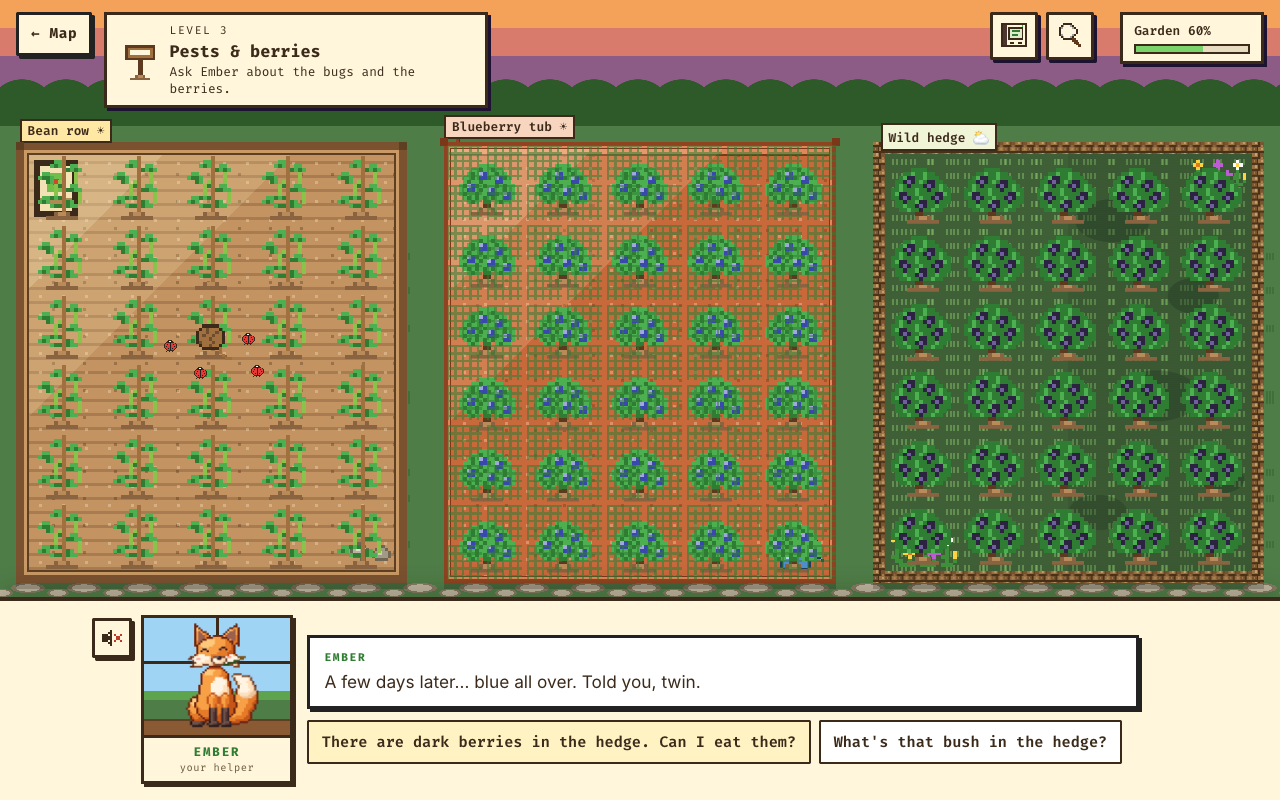 ← Map
LEVEL 3
Pests & berries
Ask Ember about the bugs and the
berries.
Garden 60%
Bean row ☀
Blueberry tub ☀
Wild hedge ⛅
EMBER
A few days later... blue all over. Told you, twin.
There are dark berries in the hedge. Can I eat them?
What's that bush in the hedge?
EMBER
your helper